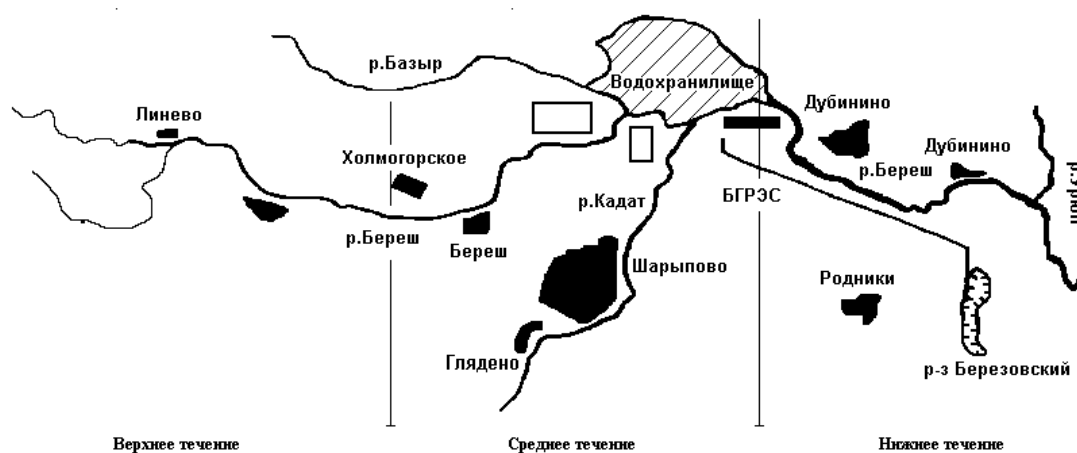 р.Базыр
Водохранилище
Линево
Дубинино
Холмогорское
Дубинино
р.Береш
р.Урюп
р.Кадат
БГРЭС
р.Береш
Береш
Шарыпово
Родники
Глядено
р-з Березовский
Верхнее течение
Среднее течение
Нижнее течение